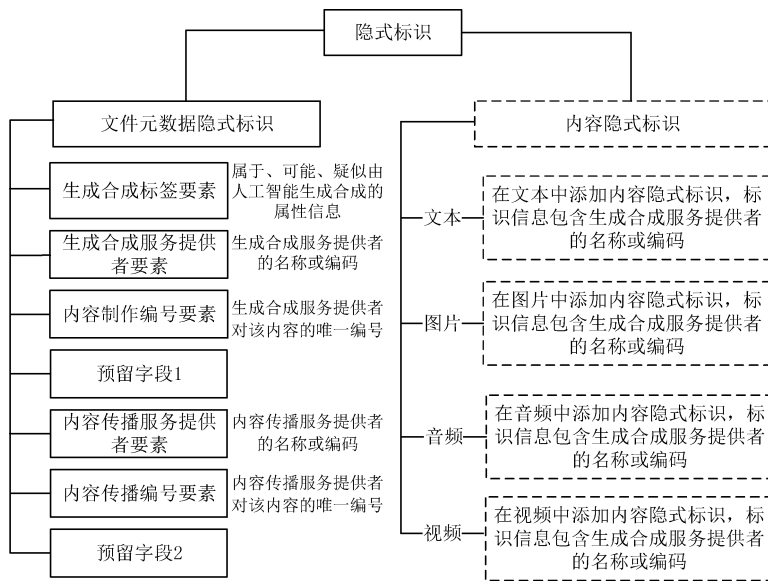 隐式标识
文件元数据隐式标识
生成合成标签要素
属于、可能、疑似由
人工智能生成合成的
属性信息
生成合成服务提供
者要素
生成合成服务提供者
的名称或编码
内容制作编号要素
生成合成服务提供者
对该内容的唯一编号
预留字段1
内容传播服务提供
者要素
内容传播服务提供者
的名称或编码
内容传播编号要素
内容传播服务提供者
对该内容的唯一编号
预留字段2
内容隐式标识
文本
在文本中添加内容隐式标识，标
识信息包含生成合成服务提供者
的名称或编码
图片
在图片中添加内容隐式标识，标
识信息包含生成合成服务提供者
的名称或编码
音频
在音频中添加内容隐式标识，标
识信息包含生成合成服务提供者
的名称或编码
视频
在视频中添加内容隐式标识，标
识信息包含生成合成服务提供者
的名称或编码